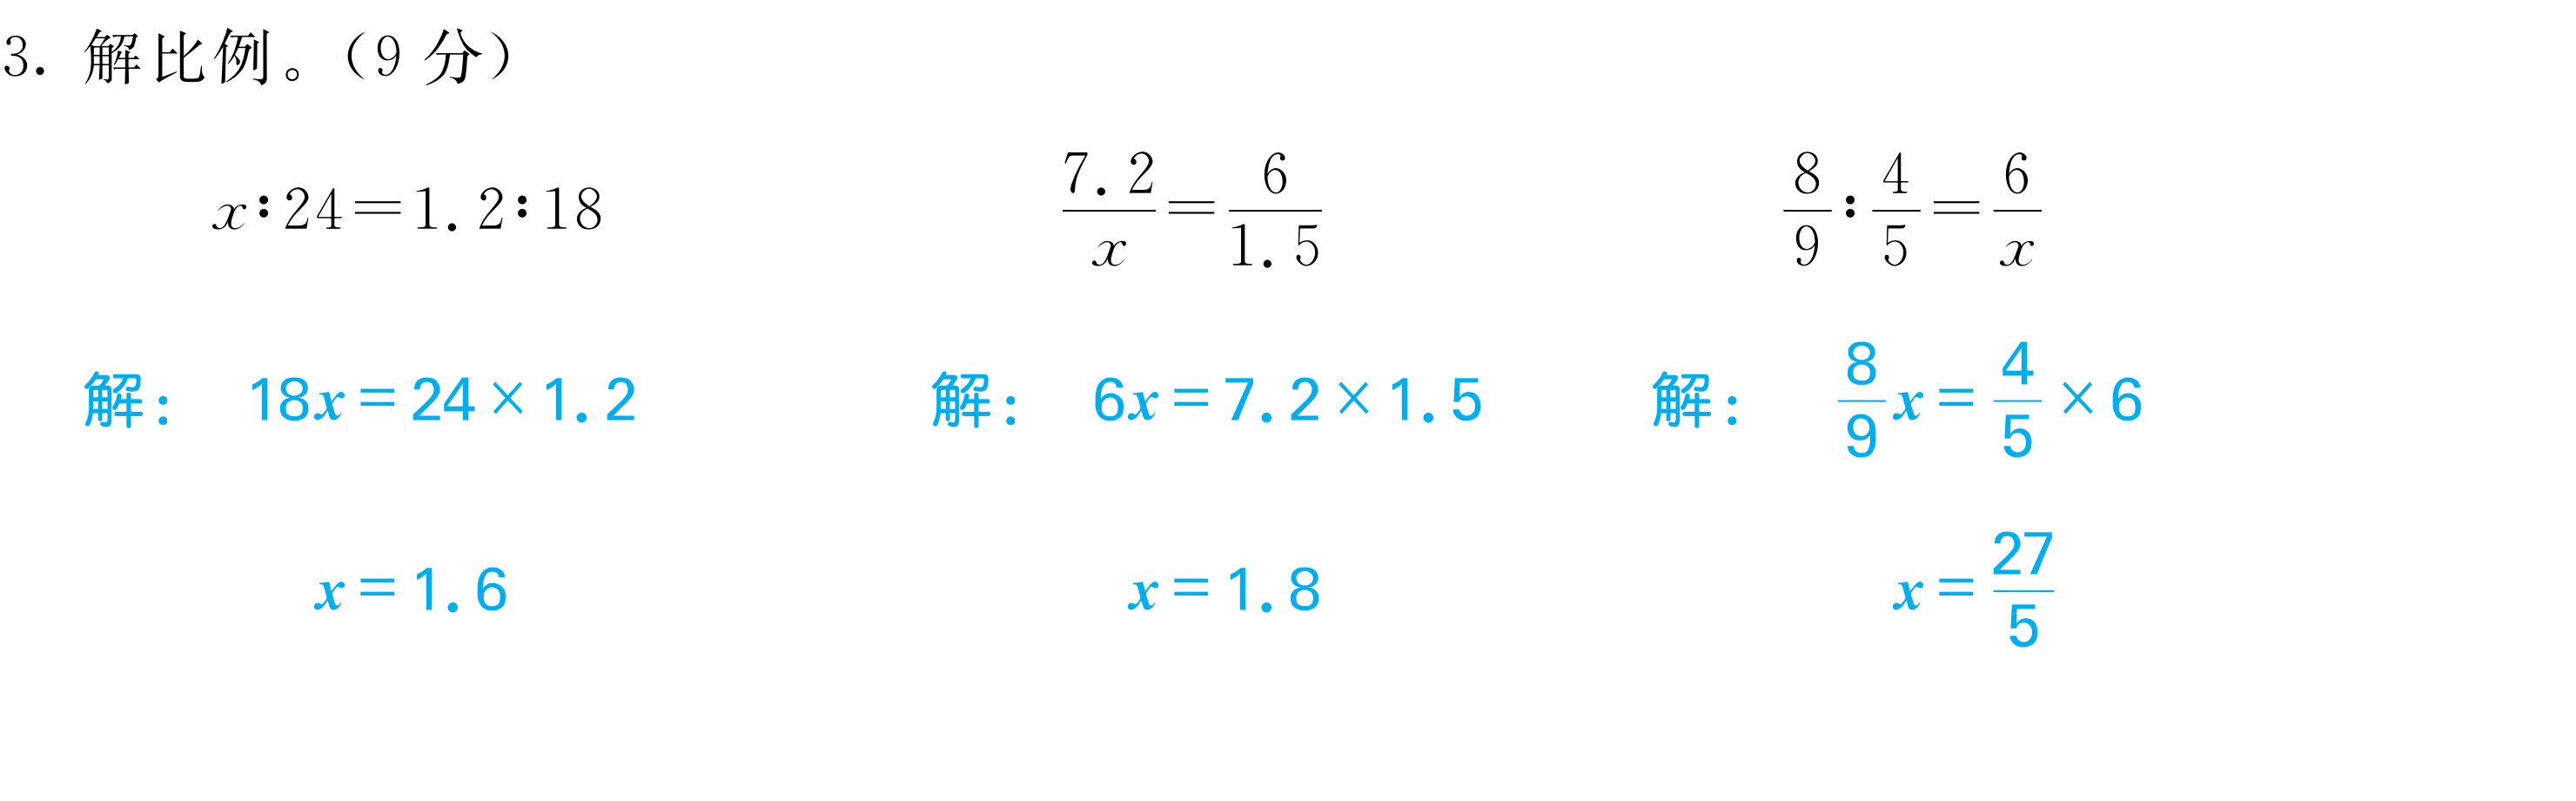 3. 解比例。(9 分)
x∶24=1.2∶18  7.2/x=6/1.5  8/9∶4/5=6/x
解： 18x=24×1.2  解： 6x=7.2×1.5  解： 8/9x=4/5×6
x=1.6  x=1.8  x=27/5